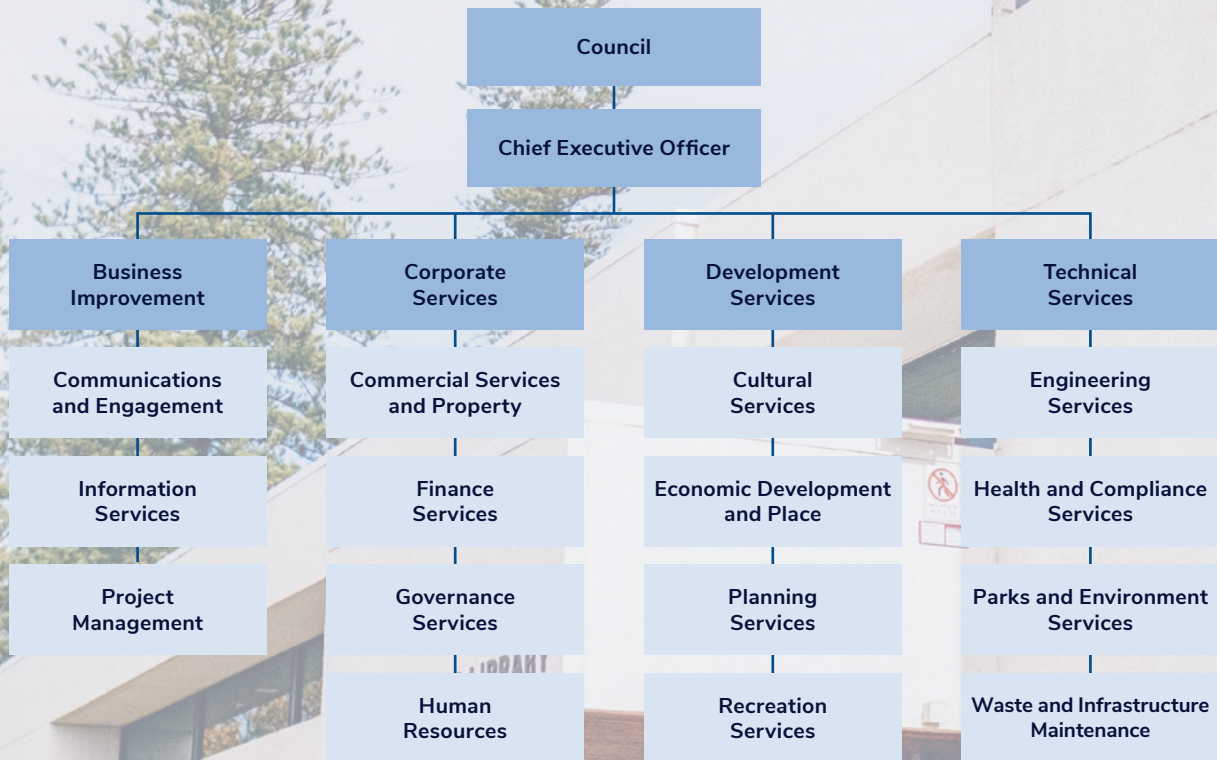 Council
Chief Executive Officer
Business
Improvement
Corporate
Services
Development
Services
Technical
Services
Communications
and Engagement
Commercial Services
and Property
Cultural
Services
Engineering
Services
Information
Services
Finance
Services
Economic Development
and Place
Health and Compliance
Services
Project
Management
Governance
Services
Planning
Services
Parks and Environment
Services
LIBRARY
Human
Resources
Recreation
Services
Waste and Infrastructure
Maintenance